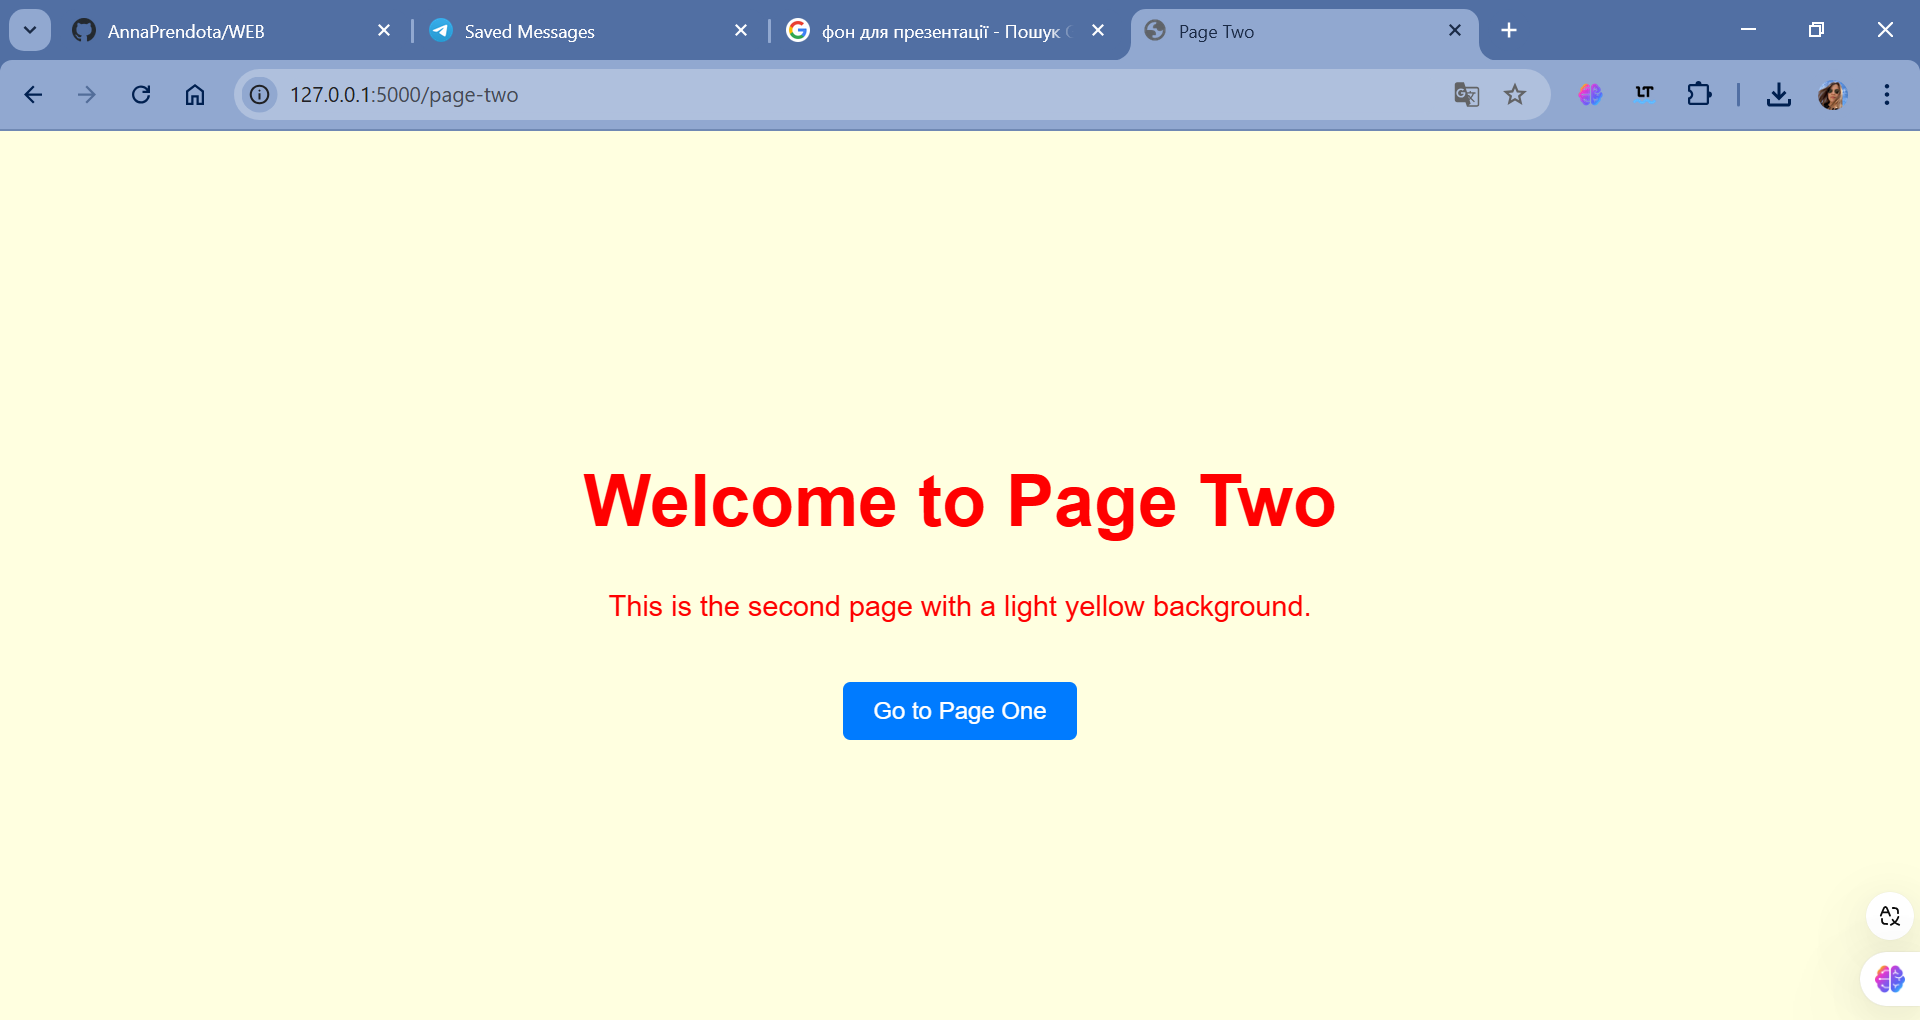 AnnaPrendota/WEB
Saved Messages
фон для презентації - Пошук
Page Two
127.0.0.1:5000/page-two
LT
Welcome to Page Two
This is the second page with a light yellow background.
Go to Page One